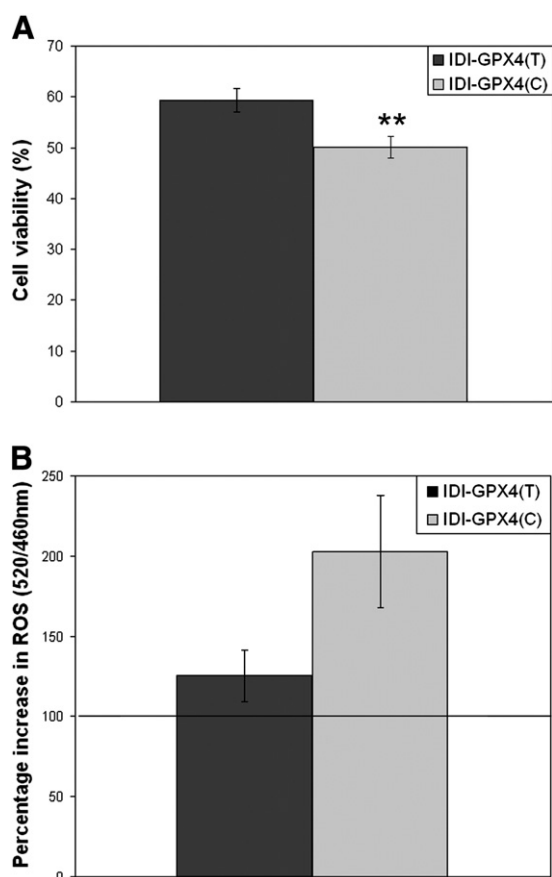 A
Cell viability (%)
70
60
50
40
30
20
10
0
IDI-GPX4(T)
IDI-GPX4(C)
**
B
Percentage increase in ROS (520/460nm)
250
200
150
100
50
0
IDI-GPX4(T)
IDI-GPX4(C)